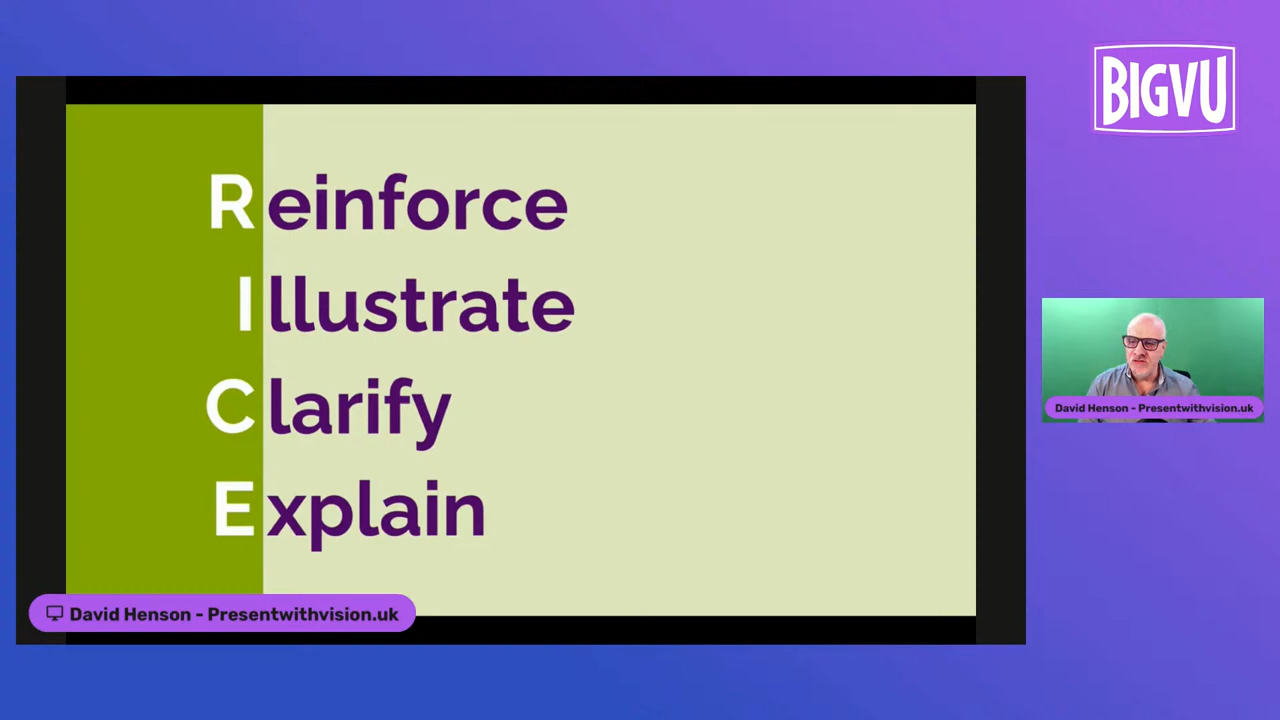 BIGVU
Reinforce
Illustrate
Clarify
Explain
David Henson - Presentwithvision.uk
David Henson - Presentwithvision.uk